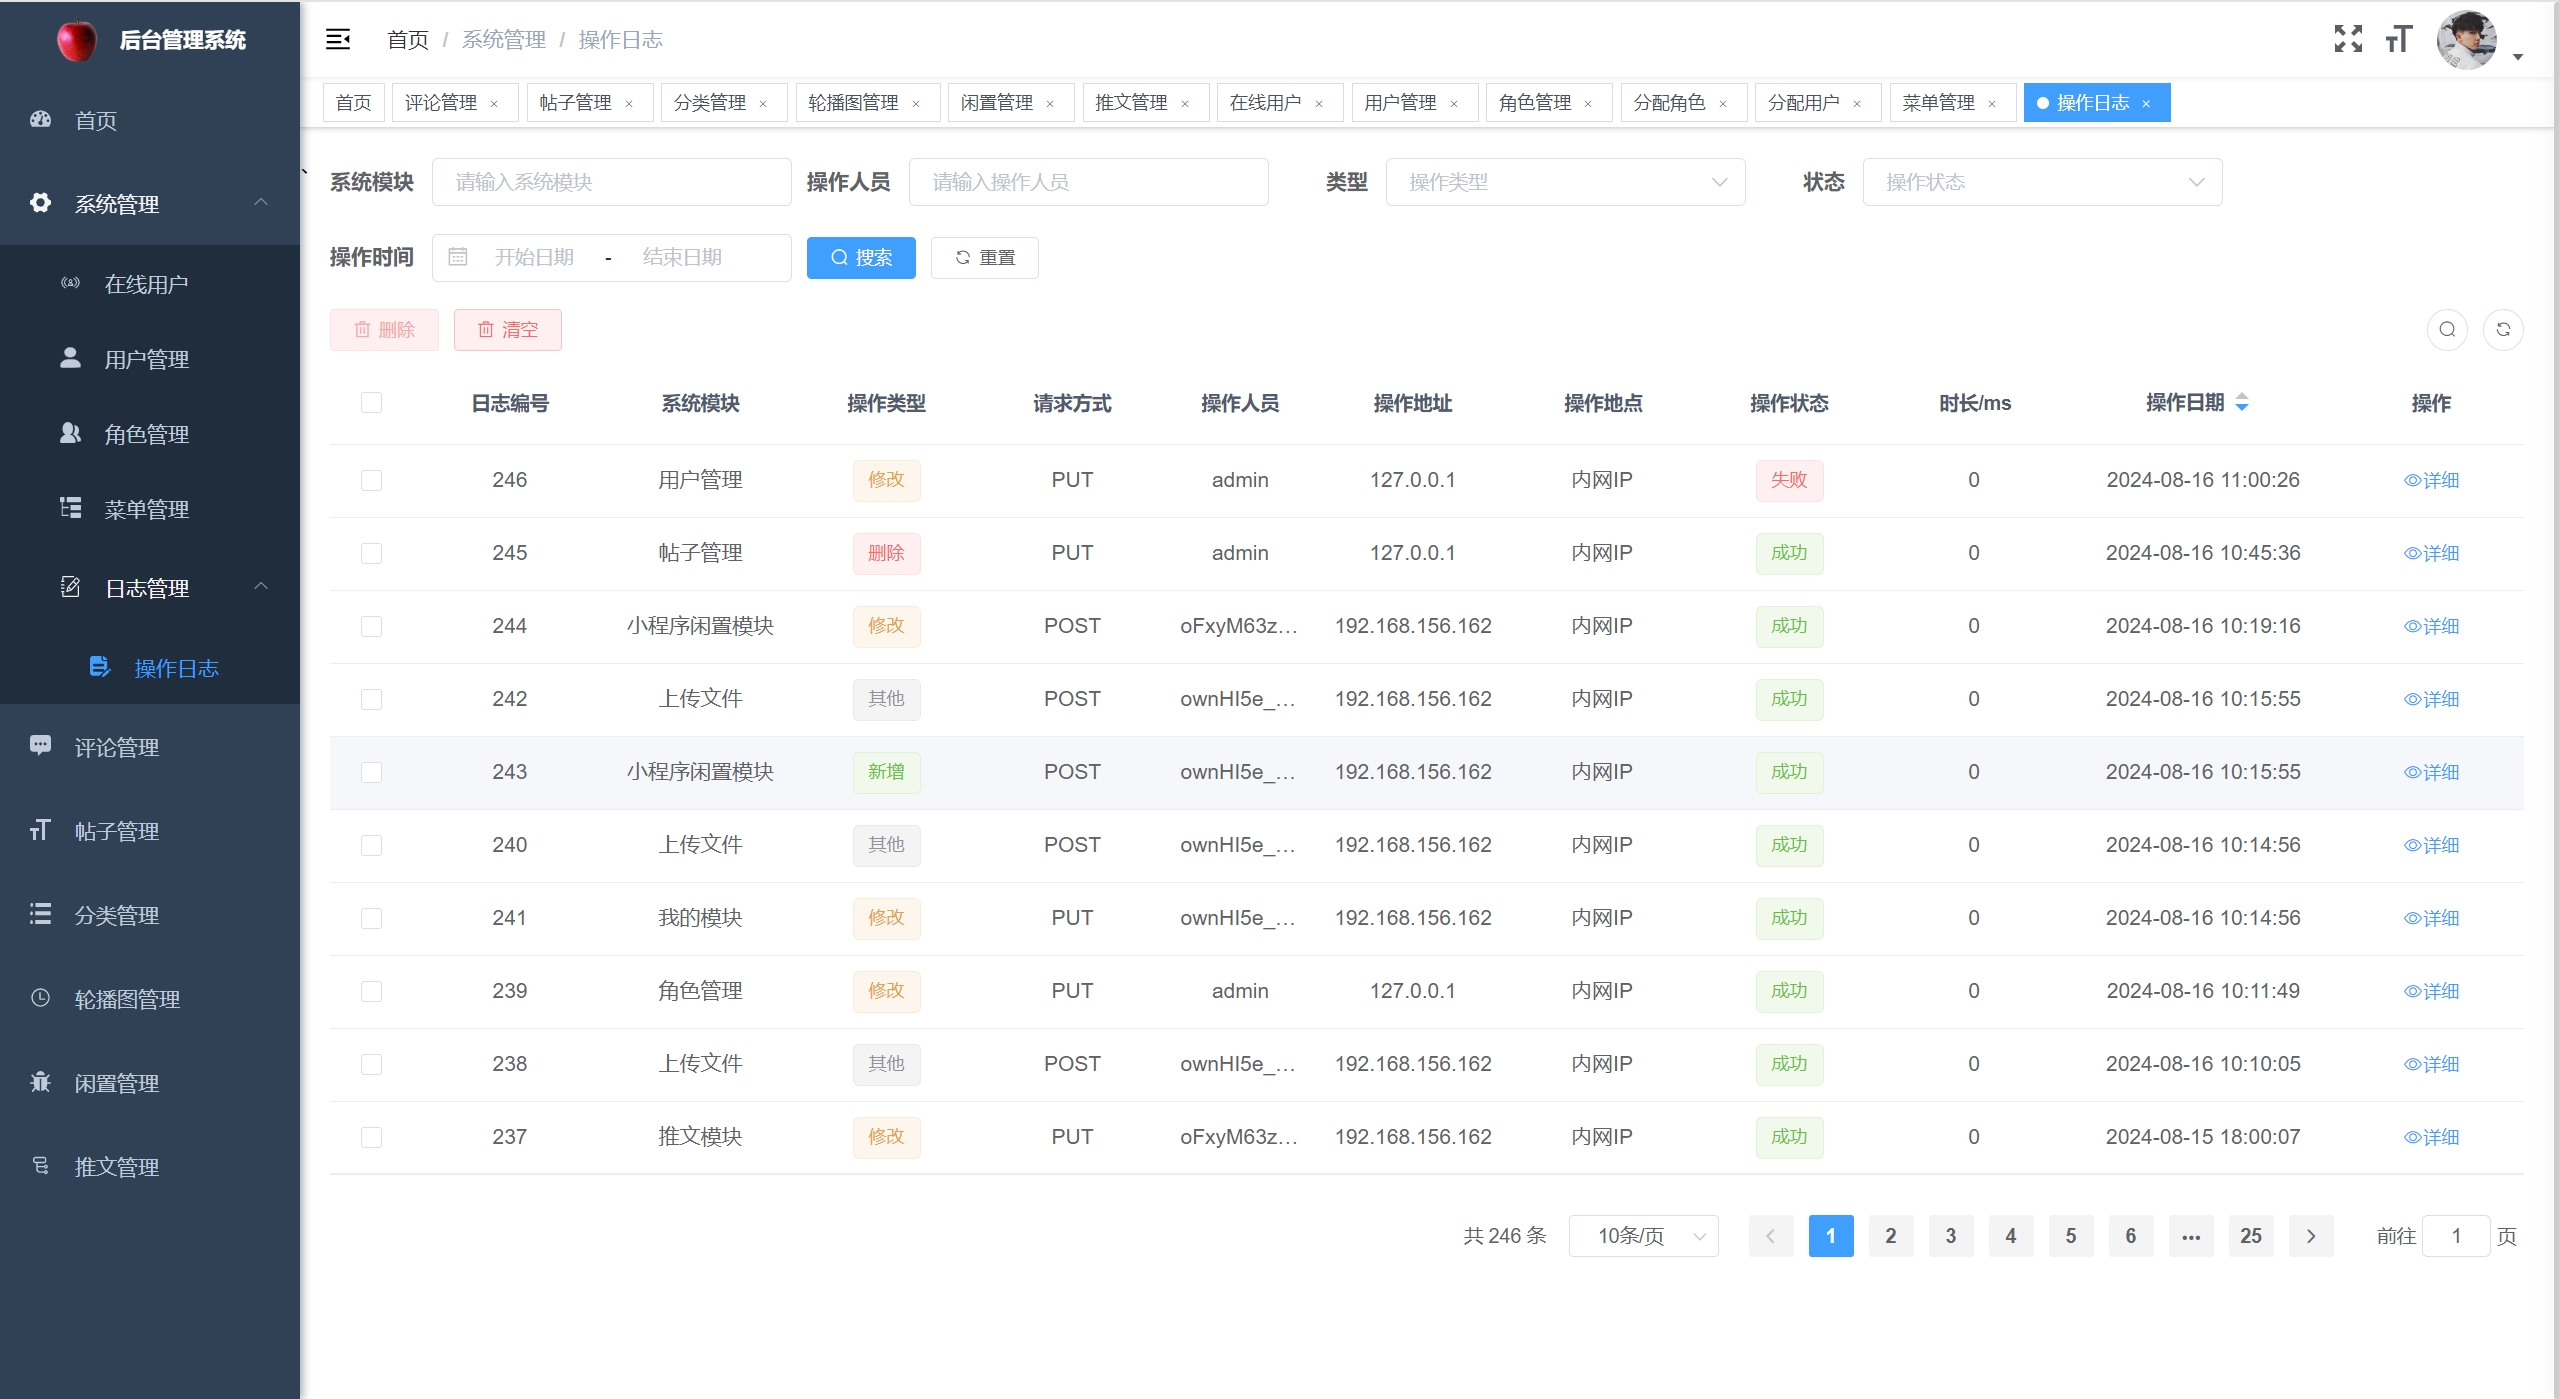 后台管理系统
首页
系统管理
在线用户
用户管理
角色管理
菜单管理
日志管理
操作日志
评论管理
帖子管理
分类管理
轮播图管理
闲置管理
推文管理
首页 / 系统管理 / 操作日志
首页 评论管理 × 帖子管理 × 分类管理 × 轮播图管理 × 闲置管理 × 推文管理 × 在线用户 × 用户管理 × 角色管理 × 分配角色 × 分配用户 × 菜单管理 × 操作日志 ×
系统模块 请输入系统模块 操作人员 请输入操作人员 类型 操作类型 状态 操作状态
操作时间 开始日期 - 结束日期 搜索 重置
删除 清空
日志编号 系统模块 操作类型 请求方式 操作人员 操作地址 操作地点 操作状态 时长/ms 操作日期 操作
246 用户管理 修改 PUT admin 127.0.0.1 内网IP 失败 0 2024-08-16 11:00:26 详细
245 帖子管理 删除 PUT admin 127.0.0.1 内网IP 成功 0 2024-08-16 10:45:36 详细
244 小程序闲置模块 修改 POST oFxyM63z... 192.168.156.162 内网IP 成功 0 2024-08-16 10:19:16 详细
242 上传文件 其他 POST ownHI5e_... 192.168.156.162 内网IP 成功 0 2024-08-16 10:15:55 详细
243 小程序闲置模块 新增 POST ownHI5e_... 192.168.156.162 内网IP 成功 0 2024-08-16 10:15:55 详细
240 上传文件 其他 POST ownHI5e_... 192.168.156.162 内网IP 成功 0 2024-08-16 10:14:56 详细
241 我的模块 修改 PUT ownHI5e_... 192.168.156.162 内网IP 成功 0 2024-08-16 10:14:56 详细
239 角色管理 修改 PUT admin 127.0.0.1 内网IP 成功 0 2024-08-16 10:11:49 详细
238 上传文件 其他 POST ownHI5e_... 192.168.156.162 内网IP 成功 0 2024-08-16 10:10:05 详细
237 推文模块 修改 PUT oFxyM63z... 192.168.156.162 内网IP 成功 0 2024-08-15 18:00:07 详细
共 246 条 10条/页 1 2 3 4 5 6 ... 25 前往 1 页